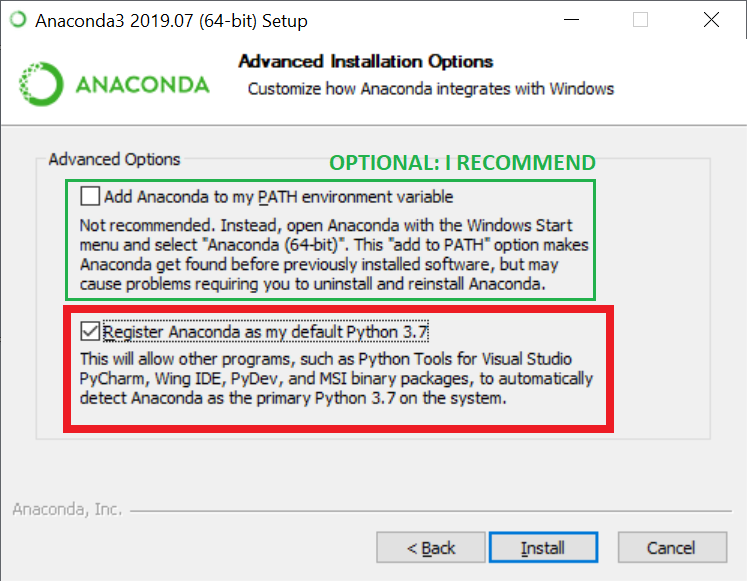 Anaconda3 2019.07 (64-bit) Setup
ANACONDA
Advanced Installation Options
Customize how Anaconda integrates with Windows
Advanced Options
OPTIONAL: I RECOMMEND
Add Anaconda to my PATH environment variable
Not recommended. Instead, open Anaconda with the Windows Start
menu and select "Anaconda (64-bit)". This "add to PATH" option makes
Anaconda get found before previously installed software, but may
cause problems requiring you to uninstall and reinstall Anaconda.
Register Anaconda as my default Python 3.7
This will allow other programs, such as Python Tools for Visual Studio
PyCharm, Wing IDE, PyDev, and MSI binary packages, to automatically
detect Anaconda as the primary Python 3.7 on the system.
Anaconda, Inc.
< Back
Install
Cancel